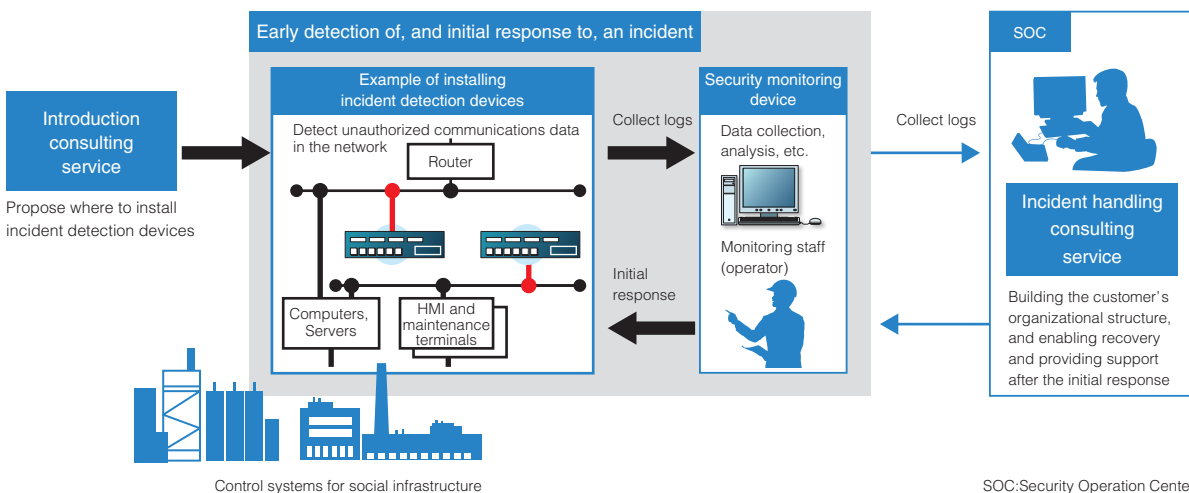 Early detection of, and initial response to, an incident
Introduction
consulting
service
Propose where to install
incident detection devices
Example of installing
incident detection devices
Detect unauthorized communications data
in the network
Router
Computers,
Servers
HMI and
maintenance
terminals
Collect logs
Initial
response
Security monitoring
device
Data collection,
analysis, etc.
Monitoring staff
(operator)
Collect logs
SOC
Incident handling
consulting
service
Building the customer's
organizational structure,
and enabling recovery
and providing support
after the initial response
Control systems for social infrastructure
SOC:Security Operation Cente